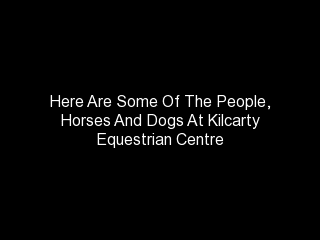 Here Are Some Of The People,
Horses And Dogs At Kilcarty
Equestrian Centre